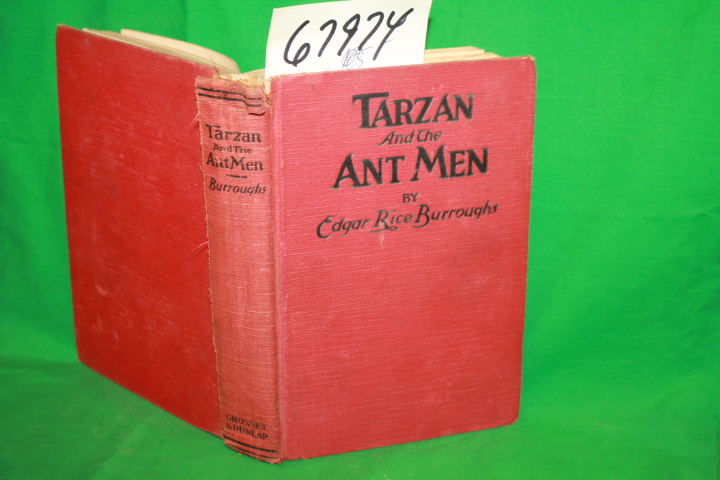 67974
TARZAN
And the
ANT MEN
BY
Edgar Rice Burroughs
Tarzan
And The
Ant Men
Burroughs
GROSSET
& DUNLAP